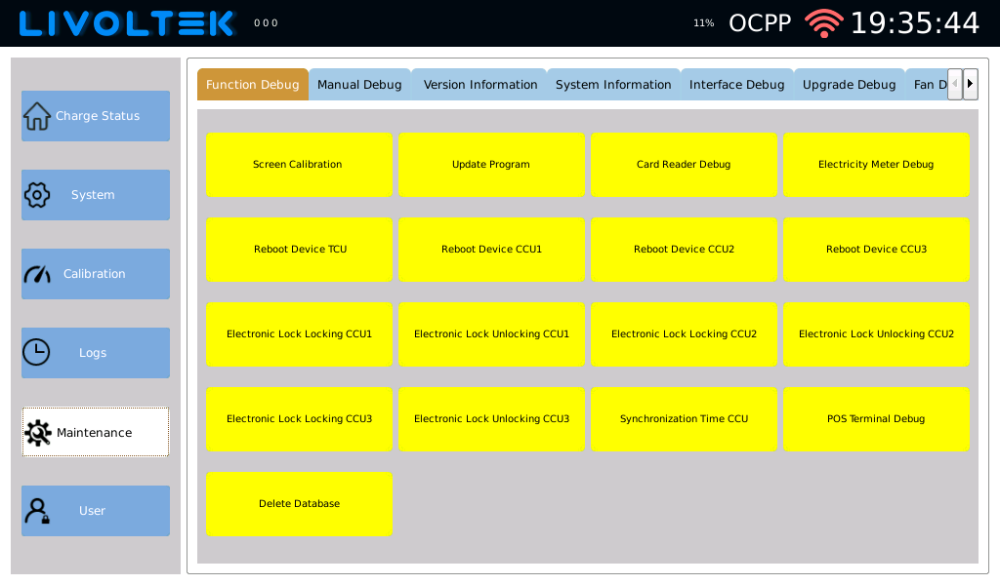 LIVOLTEK 0 0 0 11% OCPP 19:35:44
Function Debug Manual Debug Version Information System Information Interface Debug Upgrade Debug Fan D
Charge Status
System
Calibration
Logs
Maintenance
User
Screen Calibration Update Program Card Reader Debug Electricity Meter Debug
Reboot Device TCU Reboot Device CCU1 Reboot Device CCU2 Reboot Device CCU3
Electronic Lock Locking CCU1 Electronic Lock Unlocking CCU1 Electronic Lock Locking CCU2 Electronic Lock Unlocking CCU2
Electronic Lock Locking CCU3 Electronic Lock Unlocking CCU3 Synchronization Time CCU POS Terminal Debug
Delete Database